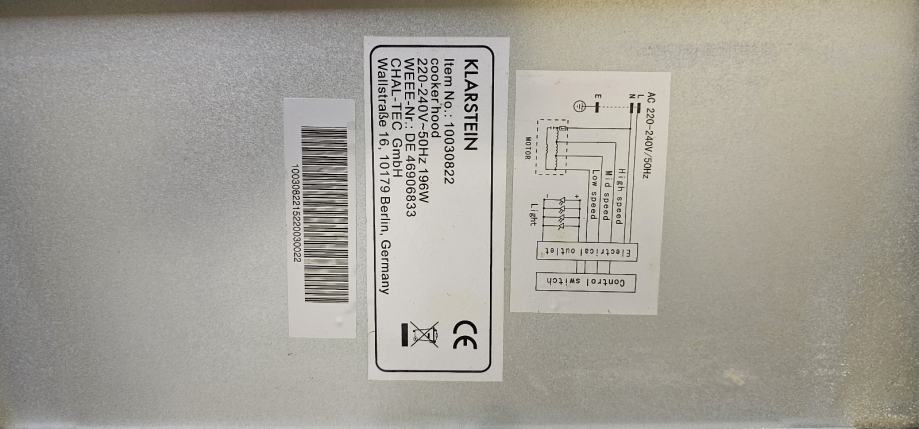 AC 220-240V/50Hz
L
N
E
MOTOR
High speed
Mid speed
Low speed
Light
Electrical outlet
Control switch
KLARSTEIN
Item No.: 10030822
cooker hood
220-240V~50Hz 196W
WEEE-Nr.: DE 46906833
CHAL-TEC GmbH
Wallstraße 16, 10179 Berlin, Germany
CE
1003082215220030022